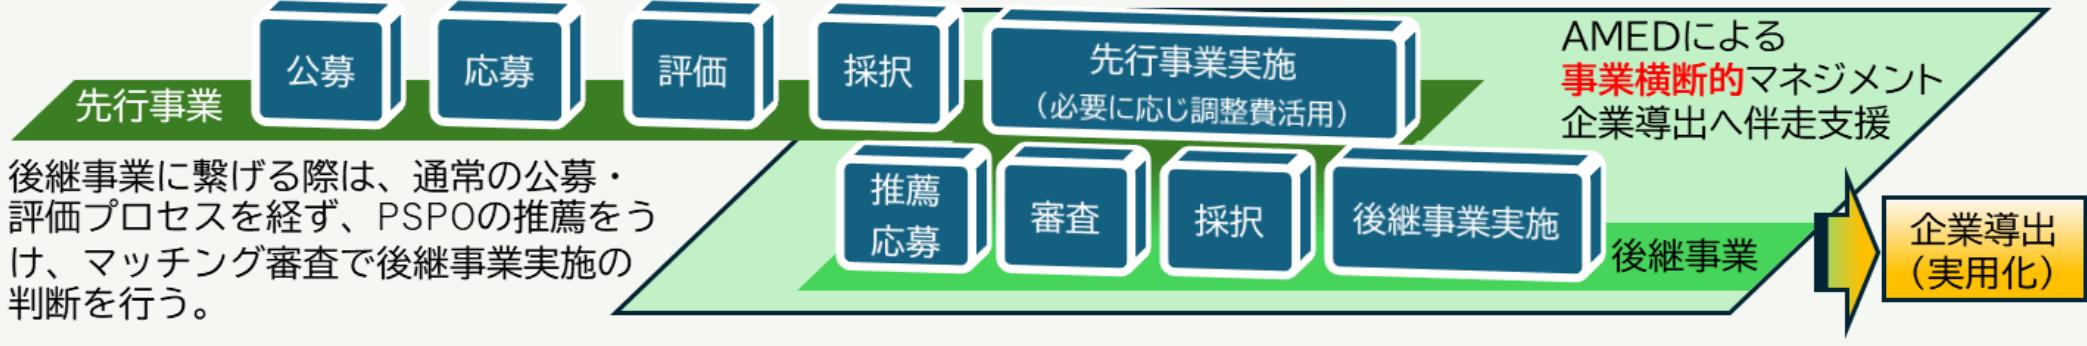 先行事業
公募
応募
評価
採択
先行事業実施
（必要に応じ調整費活用）
AMEDによる
事業横断的マネジメント
企業導出へ伴走支援
後継事業に繋げる際は、通常の公募・
評価プロセスを経ず、PSPOの推薦をう
け、マッチング審査で後継事業実施の
判断を行う。
推薦
応募
審査
採択
後継事業実施
後継事業
企業導出
（実用化）